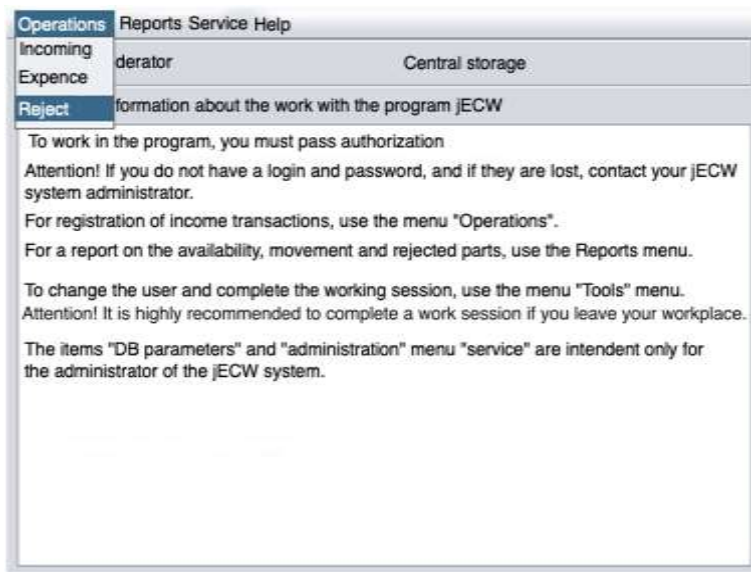 Operations Reports Service Help
Incoming
derator Central storage
Expence
Reject formation about the work with the program jECW
To work in the program, you must pass authorization
Attention! If you do not have a login and password, and if they are lost, contact your jECW
system administrator.
For registration of income transactions, use the menu "Operations".
For a report on the availability, movement and rejected parts, use the Reports menu.
To change the user and complete the working session, use the menu "Tools" menu.
Attention! It is highly recommended to complete a work session if you leave your workplace.
The items "DB parameters" and "administration" menu "service" are intendent only for
the administrator of the jECW system.